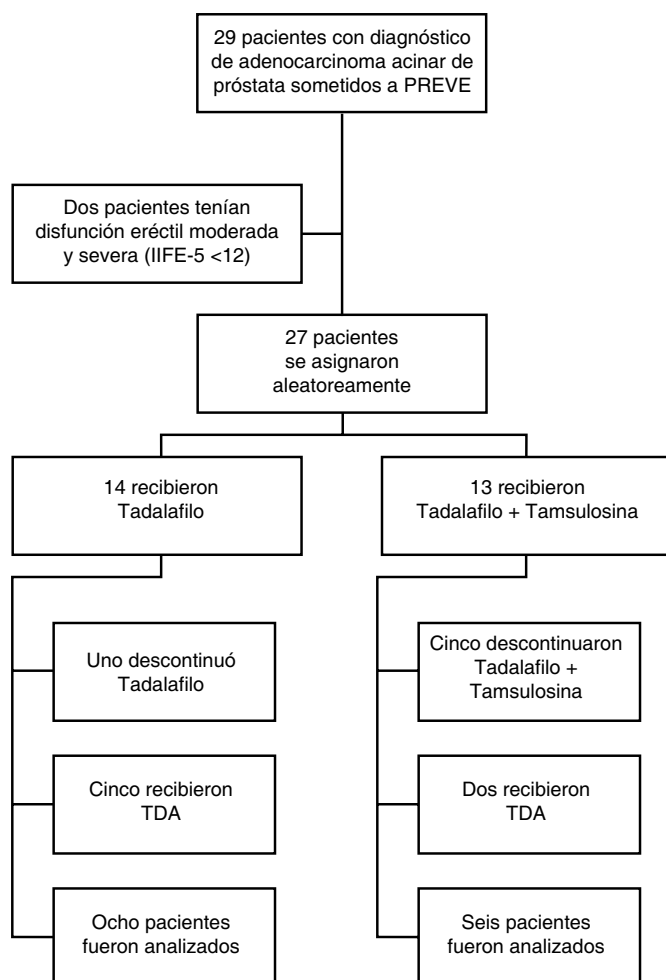 29 pacientes con diagnóstico
de adenocarcinoma acinar de
próstata sometidos a PREVE
Dos pacientes tenían
disfunción eréctil moderada
y severa (IIFE-5 <12)
27 pacientes
se asignaron
aleatoreamente
14 recibieron
Tadalafilo
13 recibieron
Tadalafilo + Tamsulosina
Uno descontinuó
Tadalafilo
Cinco descontinuaron
Tadalafilo +
Tamsulosina
Cinco recibieron
TDA
Dos recibieron
TDA
Ocho pacientes
fueron analizados
Seis pacientes
fueron analizados